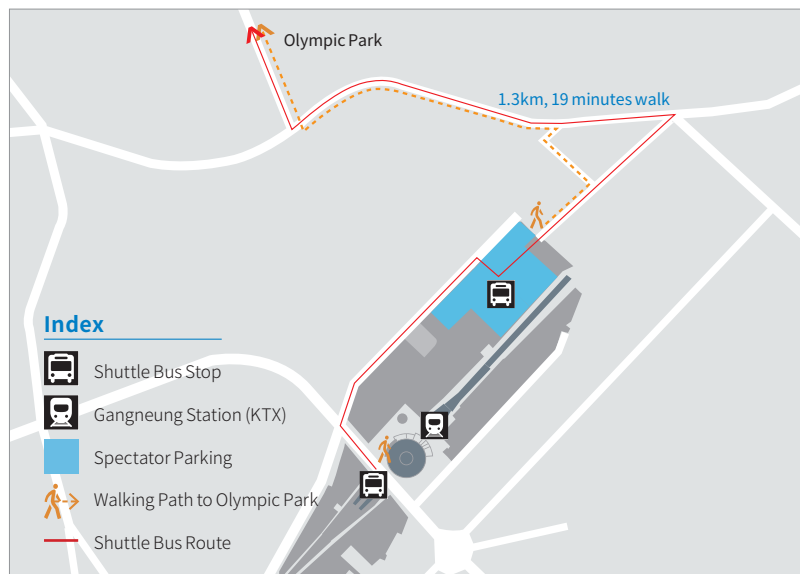 Olympic Park
1.3km, 19 minutes walk
Index
Shuttle Bus Stop
Gangneung Station (KTX)
Spectator Parking
Walking Path to Olympic Park
Shuttle Bus Route